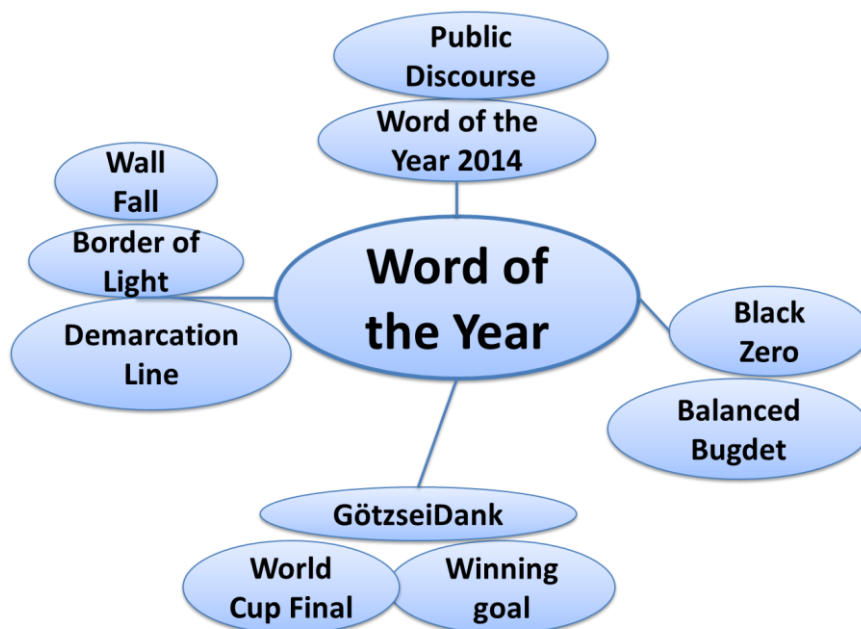 Public
Discourse
Word of the
Year 2014
Wall
Fall
Border of
Light
Demarcation
Line
Word of
the Year
Black
Zero
Balanced
Bugdet
GötzseiDank
World
Cup Final
Winning
goal